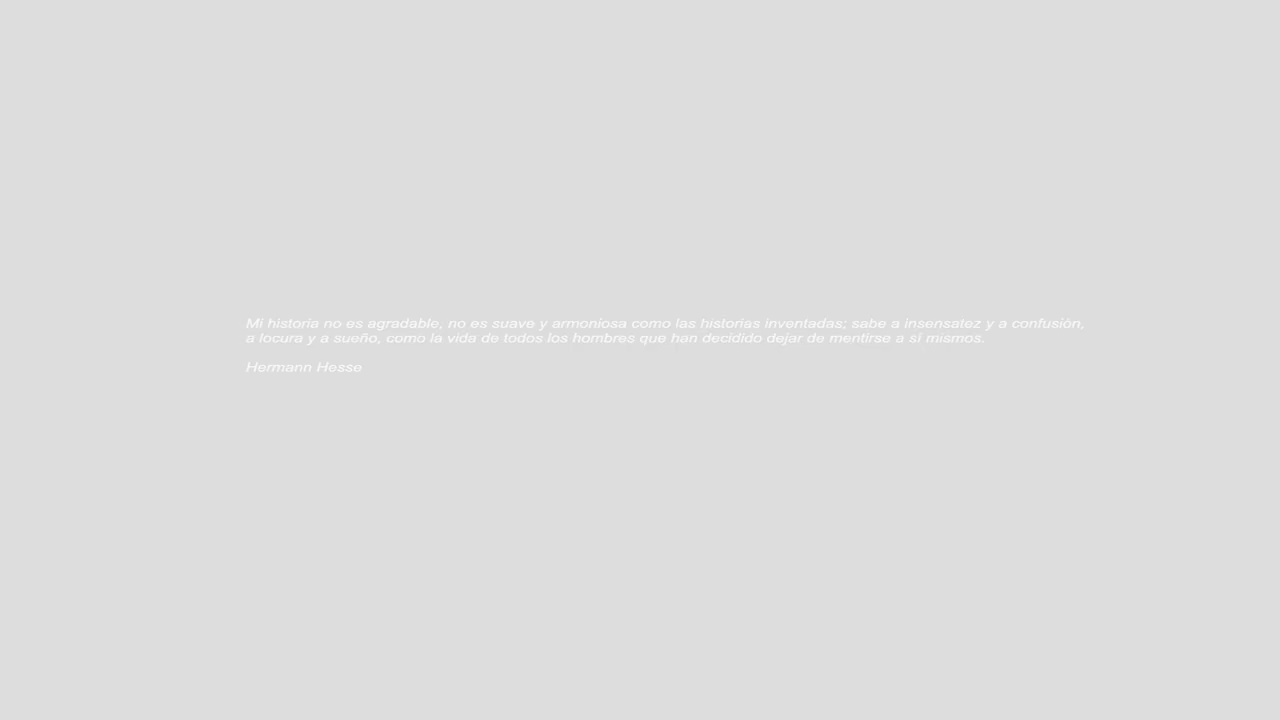 Mi historia no es agradable, no es suave y armoniosa como las historias inventadas; sabe a insensatez y a confusión,
a locura y a sueño, como la vida de todos los hombres que han decidido dejar de mentirse a sí mismos.
Hermann Hesse